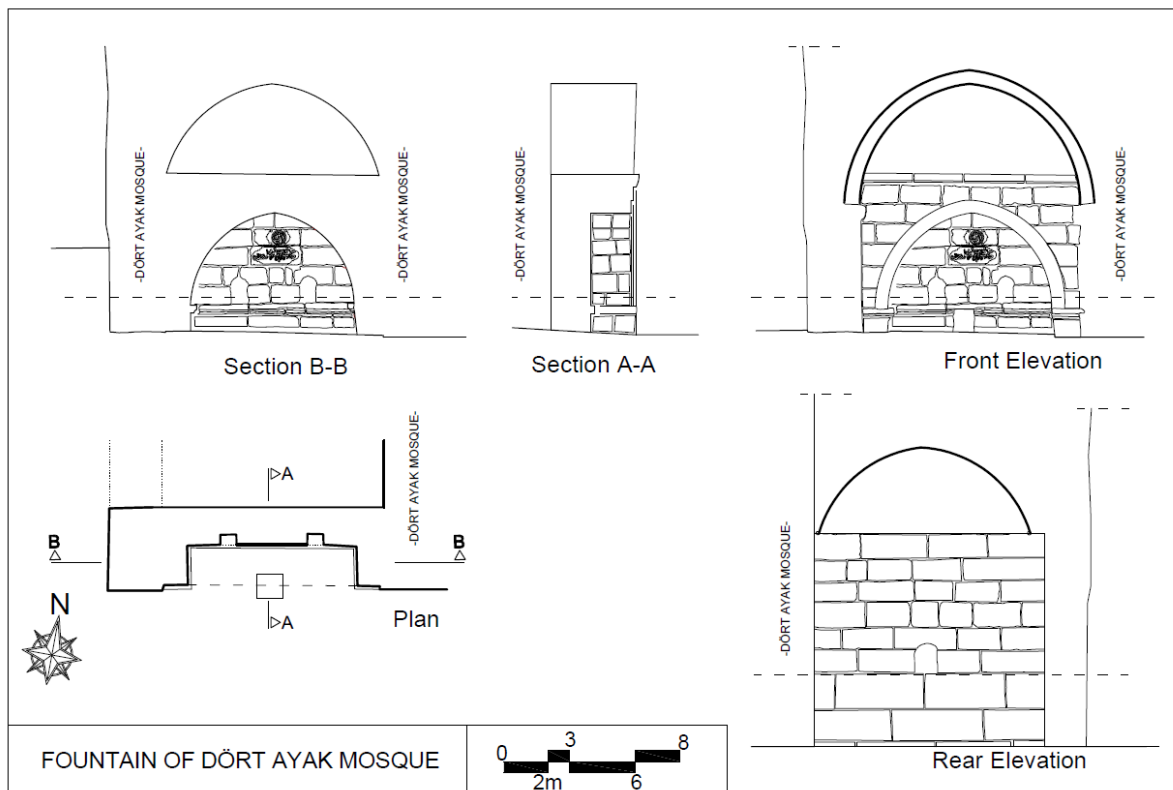 -DÖRT AYAK MOSQUE-
-DÖRT AYAK MOSQUE-
Section B-B
-DÖRT AYAK MOSQUE-
Section A-A
-DÖRT AYAK MOSQUE-
Front Elevation
A
-DÖRT AYAK MOSQUE-
B
B
A
Plan
N
-DÖRT AYAK MOSQUE-
Rear Elevation
FOUNTAIN OF DÖRT AYAK MOSQUE
0 3 8
2m 6